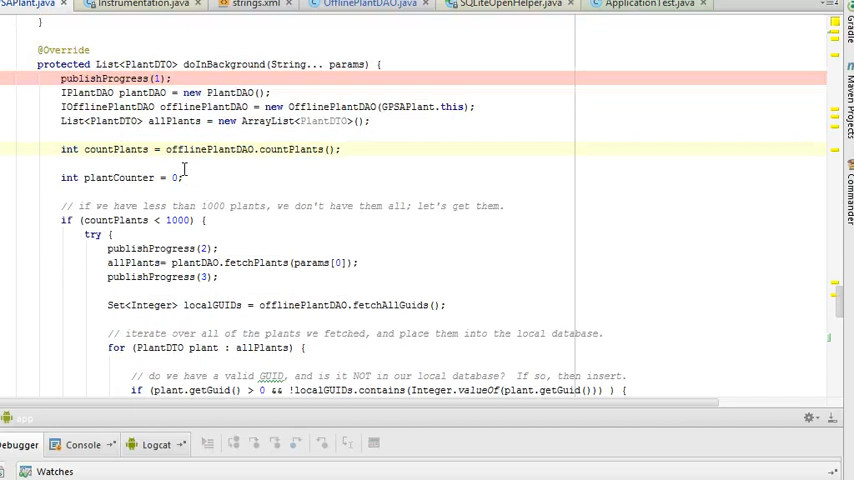 SAPlant.java Instrumentation.java strings.xml OfflinePlantDAO.java SQLiteOpenHelper.java ApplicationTest.java
}
@Override
protected List<PlantDTO> doInBackground(String... params) {
publishProgress(1);
IPlantDAO plantDAO = new PlantDAO();
IOfflinePlantDAO offlinePlantDAO = new OfflinePlantDAO(GPSAPlant.this);
List<PlantDTO> allPlants = new ArrayList<PlantDTO>();
int countPlants = offlinePlantDAO.countPlants();
int plantCounter = 0;
// if we have less than 1000 plants, we don't have them all; let's get them.
if (countPlants < 1000) {
try {
publishProgress(2);
allPlants= plantDAO.fetchPlants(params[0]);
publishProgress(3);
Set<Integer> localGUIDs = offlinePlantDAO.fetchAllGuids();
// iterate over all of the plants we fetched, and place them into the local database.
for (PlantDTO plant : allPlants) {
// do we have a valid GUID, and is it NOT in our local database?  If so, then insert.
if (plant.getGuid() > 0 && !localGUIDs.contains(Integer.valueOf(plant.getGuid())) ) {
app
Debugger Console Logcat
Watches
Gradle
Maven Projects
Commander